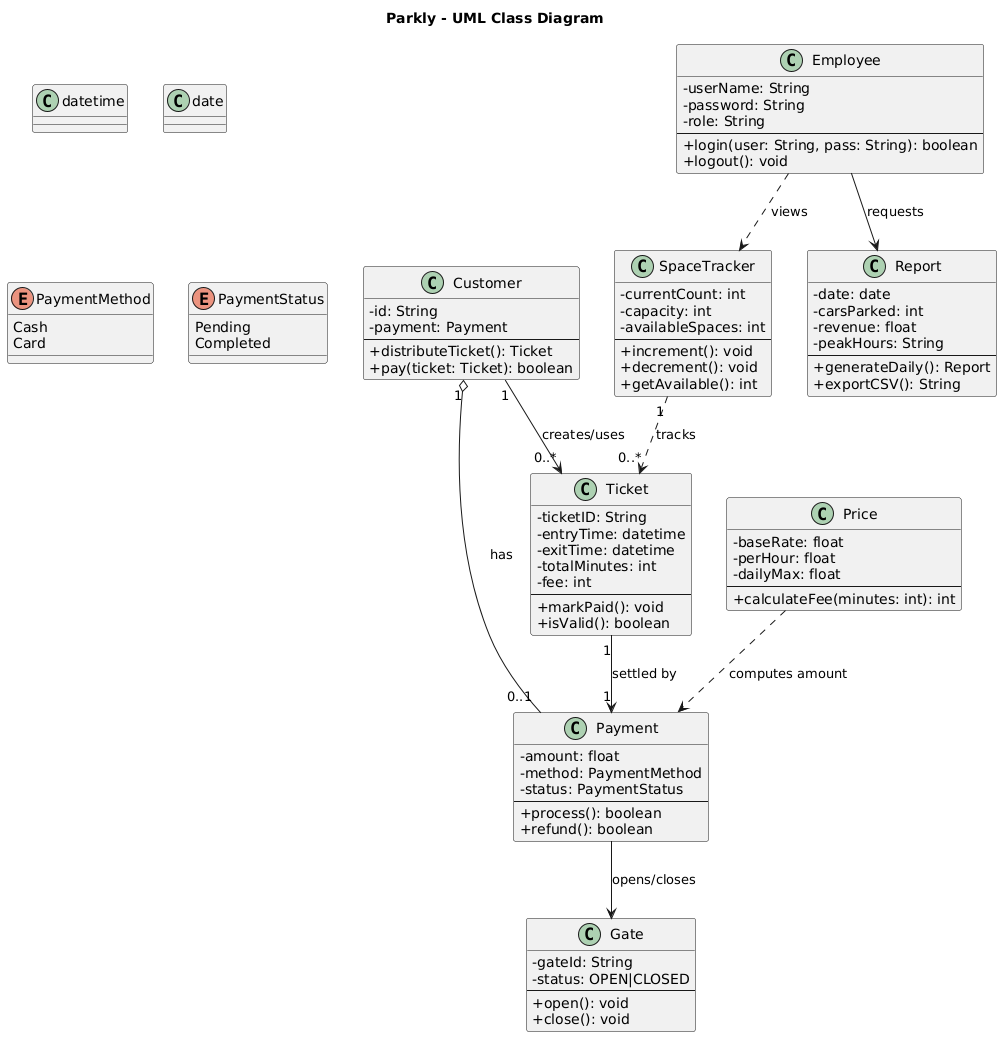 Parkly - UML Class Diagram
C datetime
C date
C Employee
-userName: String
-password: String
-role: String
+login(user: String, pass: String): boolean
+logout(): void
views
requests
E PaymentMethod
Cash
Card
E PaymentStatus
Pending
Completed
C Customer
-id: String
-payment: Payment
+distributeTicket(): Ticket
+pay(ticket: Ticket): boolean
C SpaceTracker
-currentCount: int
-capacity: int
-availableSpaces: int
+increment(): void
+decrement(): void
+getAvailable(): int
C Report
-date: date
-carsParked: int
-revenue: float
-peakHours: String
+generateDaily(): Report
+exportCSV(): String
1
1
creates/uses
0..*
1
tracks
0..*
has
0..1
C Ticket
-ticketID: String
-entryTime: datetime
-exitTime: datetime
-totalMinutes: int
-fee: int
+markPaid(): void
+isValid(): boolean
C Price
-baseRate: float
-perHour: float
-dailyMax: float
+calculateFee(minutes: int): int
1
settled by
1
computes amount
C Payment
-amount: float
-method: PaymentMethod
-status: PaymentStatus
+process(): boolean
+refund(): boolean
opens/closes
C Gate
-gateId: String
-status: OPEN|CLOSED
+open(): void
+close(): void